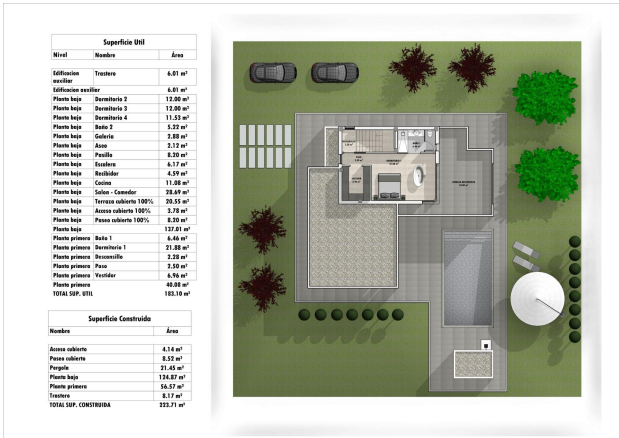 Superficie Util
Nivel Nombre Área
Edificacion auxiliar Trastero 6.01 m²
Edificacion auxiliar 6.01 m²
Planta baja Dormitorio 2 12.00 m²
Planta baja Dormitorio 3 12.00 m²
Planta baja Dormitorio 4 11.53 m²
Planta baja Baño 2 5.22 m²
Planta baja Galeria 2.88 m²
Planta baja Aseo 2.12 m²
Planta baja Pasillo 8.20 m²
Planta baja Escalera 6.17 m²
Planta baja Recibidor 4.59 m²
Planta baja Cocina 11.08 m²
Planta baja Salon - Comedor 28.69 m²
Planta baja Terraza cubierta 100% 20.55 m²
Planta baja Acceso cubierto 100% 3.78 m²
Planta baja Paseo cubierto 100% 8.20 m²
Planta baja 137.01 m²
Planta primera Baño 1 6.46 m²
Planta primera Dormitorio 1 21.88 m²
Planta primera Descansillo 2.28 m²
Planta primera Paso 2.50 m²
Planta primera Vestidor 6.96 m²
Planta primera 40.08 m²
TOTAL SUP. UTIL 183.10 m²
Superficie Construida
Nombre Área
Acceso cubierto 4.14 m²
Paseo cubierto 8.52 m²
Pergola 21.45 m²
Planta baja 124.87 m²
Planta primera 56.57 m²
Trastero 8.17 m²
TOTAL SUP. CONSTRUIDA 223.71 m²